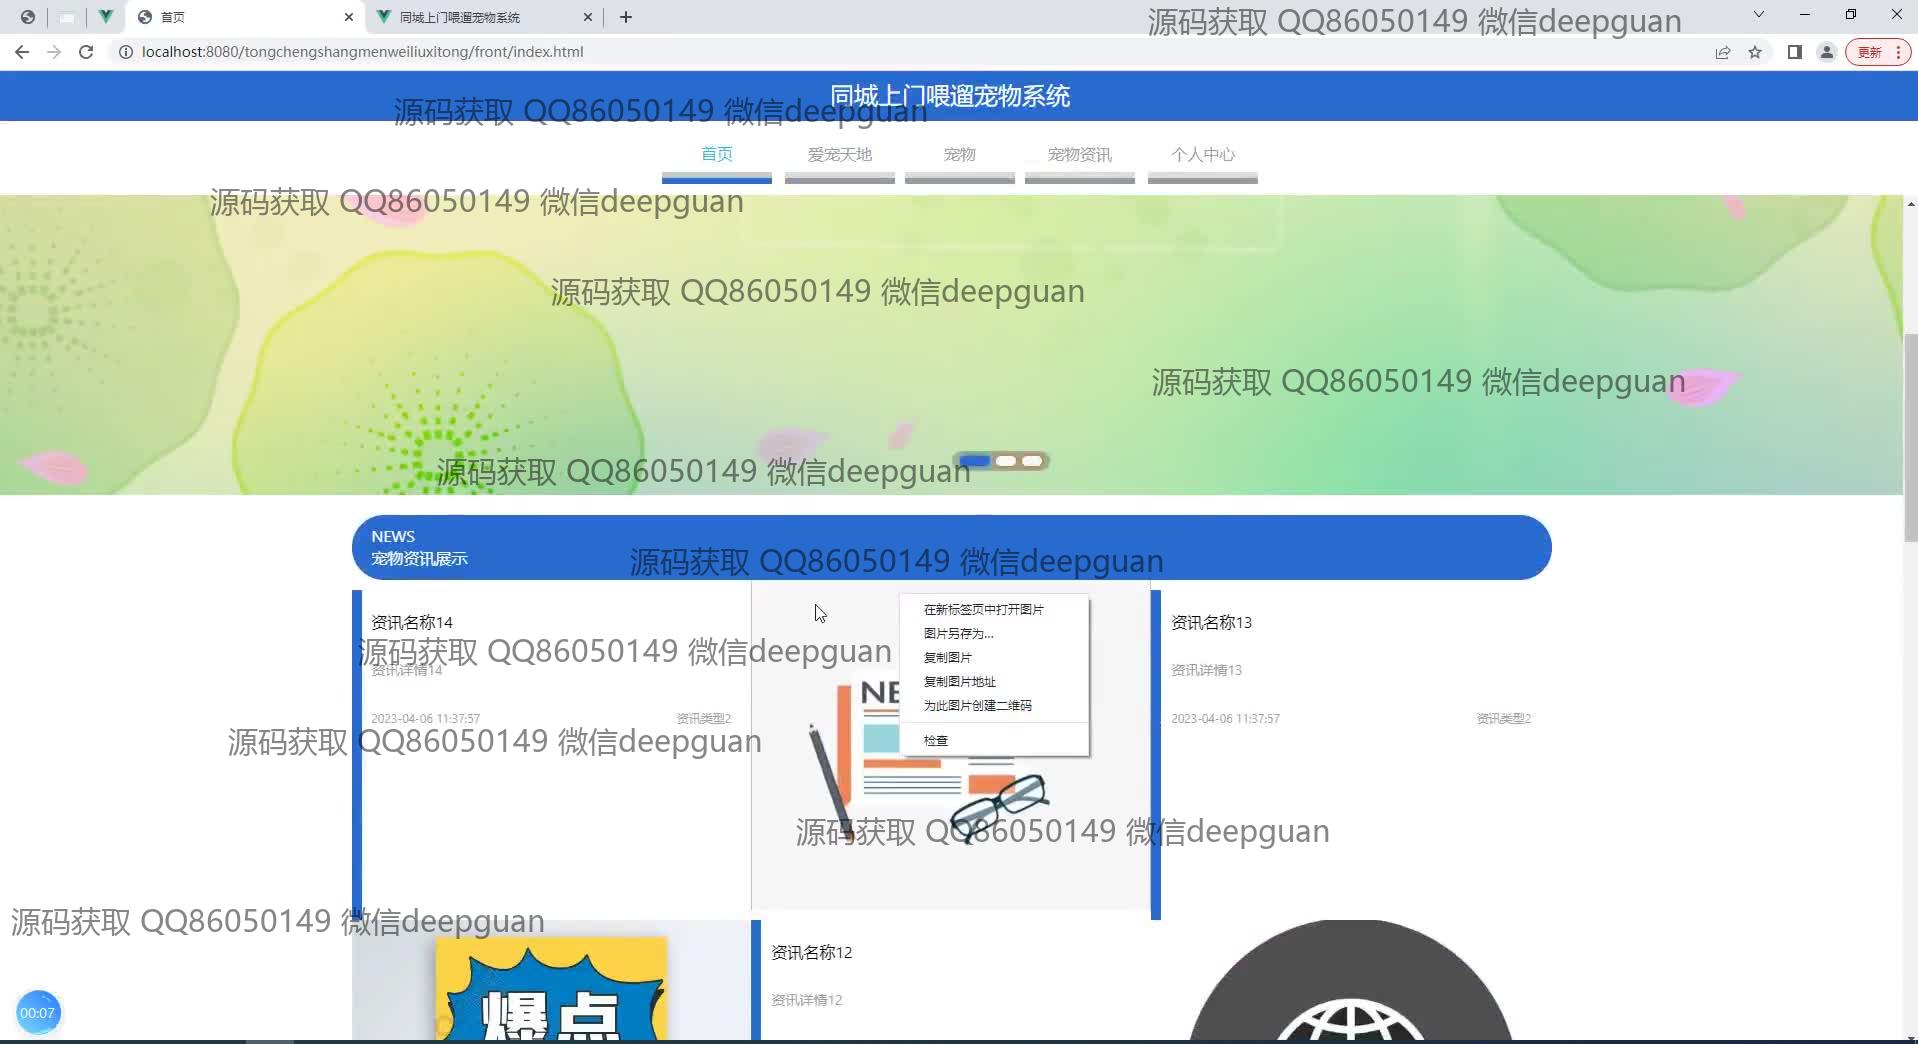 首页
同城上门喂遛宠物系统
源码获取 QQ86050149 微信deepguan
localhost:8080/tongchengshangmenweiliuxitong/front/index.html
更新
同城上门喂遛宠物系统
源码获取 QQ86050149 微信deepguan
首页
爱宠天地
宠物
宠物资讯
个人中心
源码获取 QQ86050149 微信deepguan
源码获取 QQ86050149 微信deepguan
源码获取 QQ86050149 微信deepguan
源码获取 QQ86050149 微信deepguan
NEWS
宠物资讯展示
源码获取 QQ86050149 微信deepguan
资讯名称14
源码获取 QQ86050149 微信deepguan
资讯详情14
2023-04-06 11:37:57
资讯类型2
NE
在新标签页中打开图片
图片另存为...
复制图片
复制图片地址
为此图片创建二维码
检查
资讯名称13
资讯详情13
2023-04-06 11:37:57
资讯类型2
源码获取 QQ86050149 微信deepguan
源码获取 QQ86050149 微信deepguan
源码获取 QQ86050149 微信deepguan
爆点
资讯名称12
资讯详情12
00:07